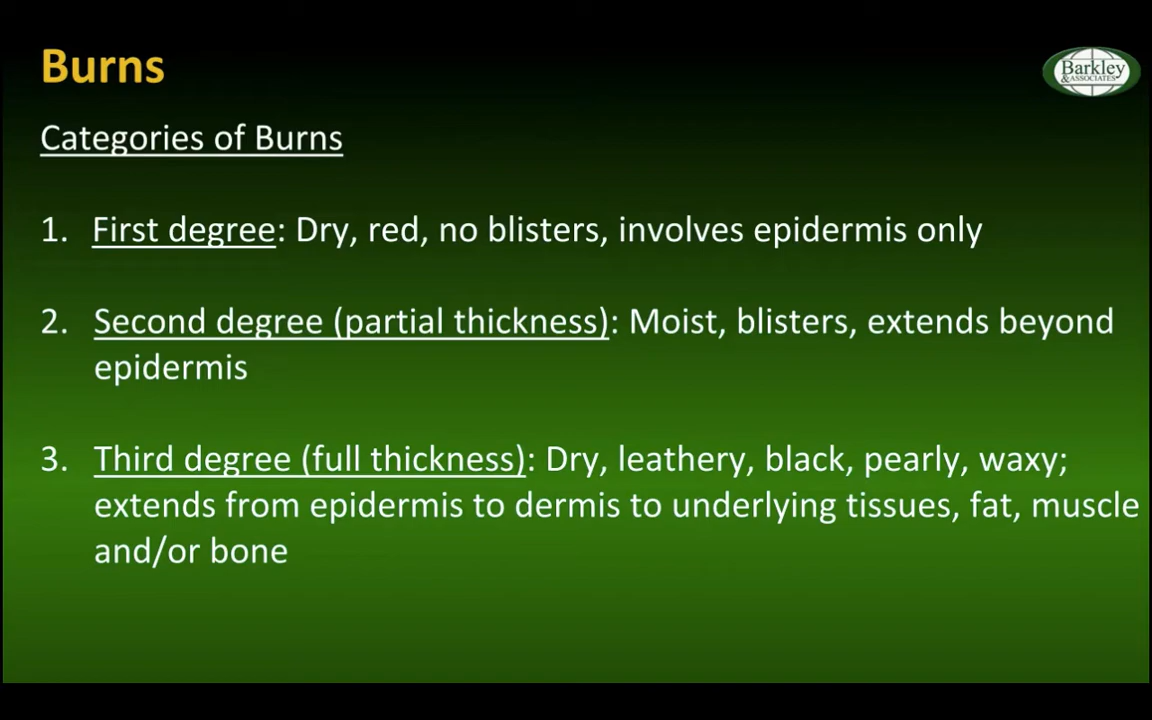 Burns
Barkley
& ASSOCIATES
Categories of Burns
1. First degree: Dry, red, no blisters, involves epidermis only
2. Second degree (partial thickness): Moist, blisters, extends beyond
epidermis
3. Third degree (full thickness): Dry, leathery, black, pearly, waxy;
extends from epidermis to dermis to underlying tissues, fat, muscle
and/or bone